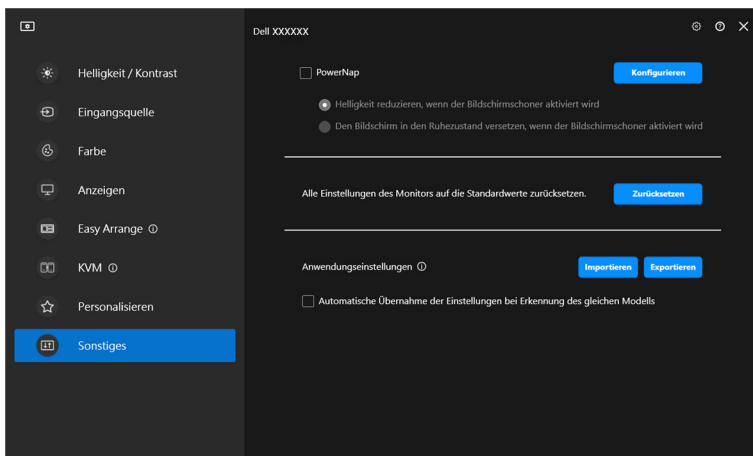 Dell XXXXXX
Helligkeit / Kontrast
Eingangsquelle
Farbe
Anzeigen
Easy Arrange
KVM
Personalisieren
Sonstiges
PowerNap
Konfigurieren
Helligkeit reduzieren, wenn der Bildschirmschoner aktiviert wird
Den Bildschirm in den Ruhezustand versetzen, wenn der Bildschirmschoner aktiviert wird
Alle Einstellungen des Monitors auf die Standardwerte zurücksetzen.
Zurücksetzen
Anwendungseinstellungen
Importieren
Exportieren
Automatische Übernahme der Einstellungen bei Erkennung des gleichen Modells